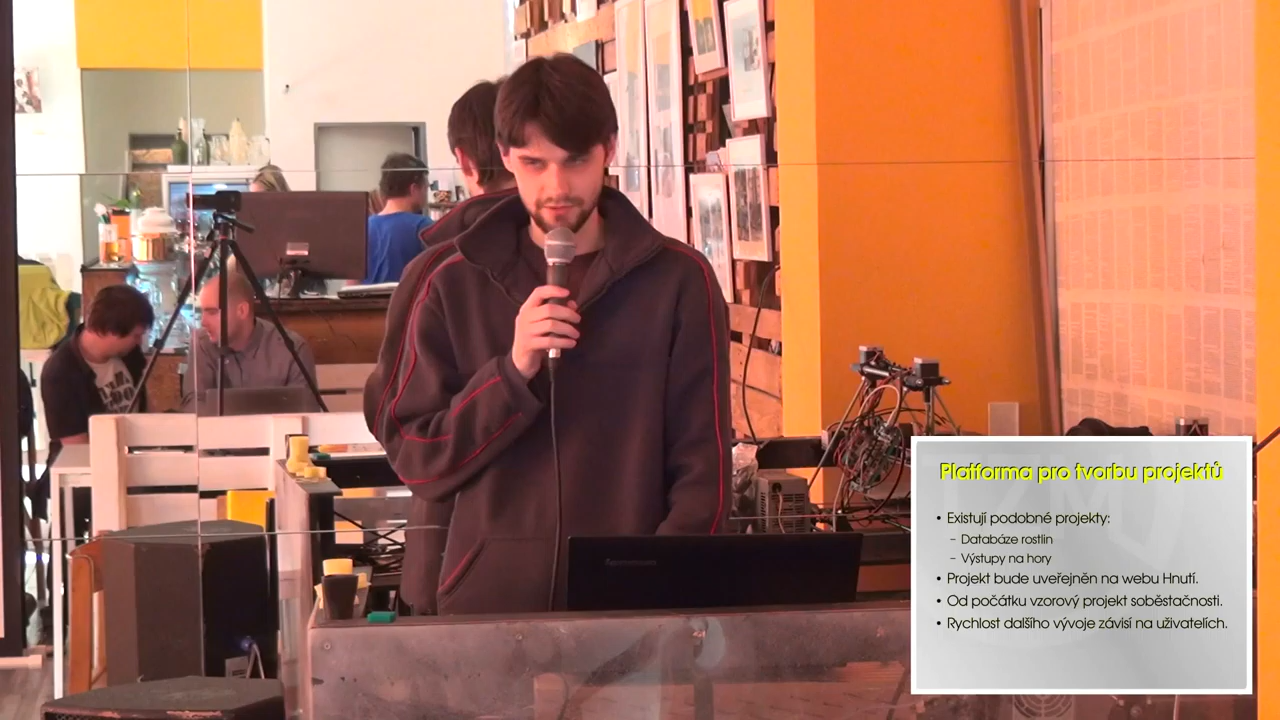 Platforma pro tvorbu projektů
• Existují podobné projekty:
– Databáze rostlin
– Výstupy na hory
• Projekt bude uveřejněn na webu Hnutí.
• Od počátku vzorový projekt soběstačnosti.
• Rychlost dalšího vývoje závisí na uživatelích.